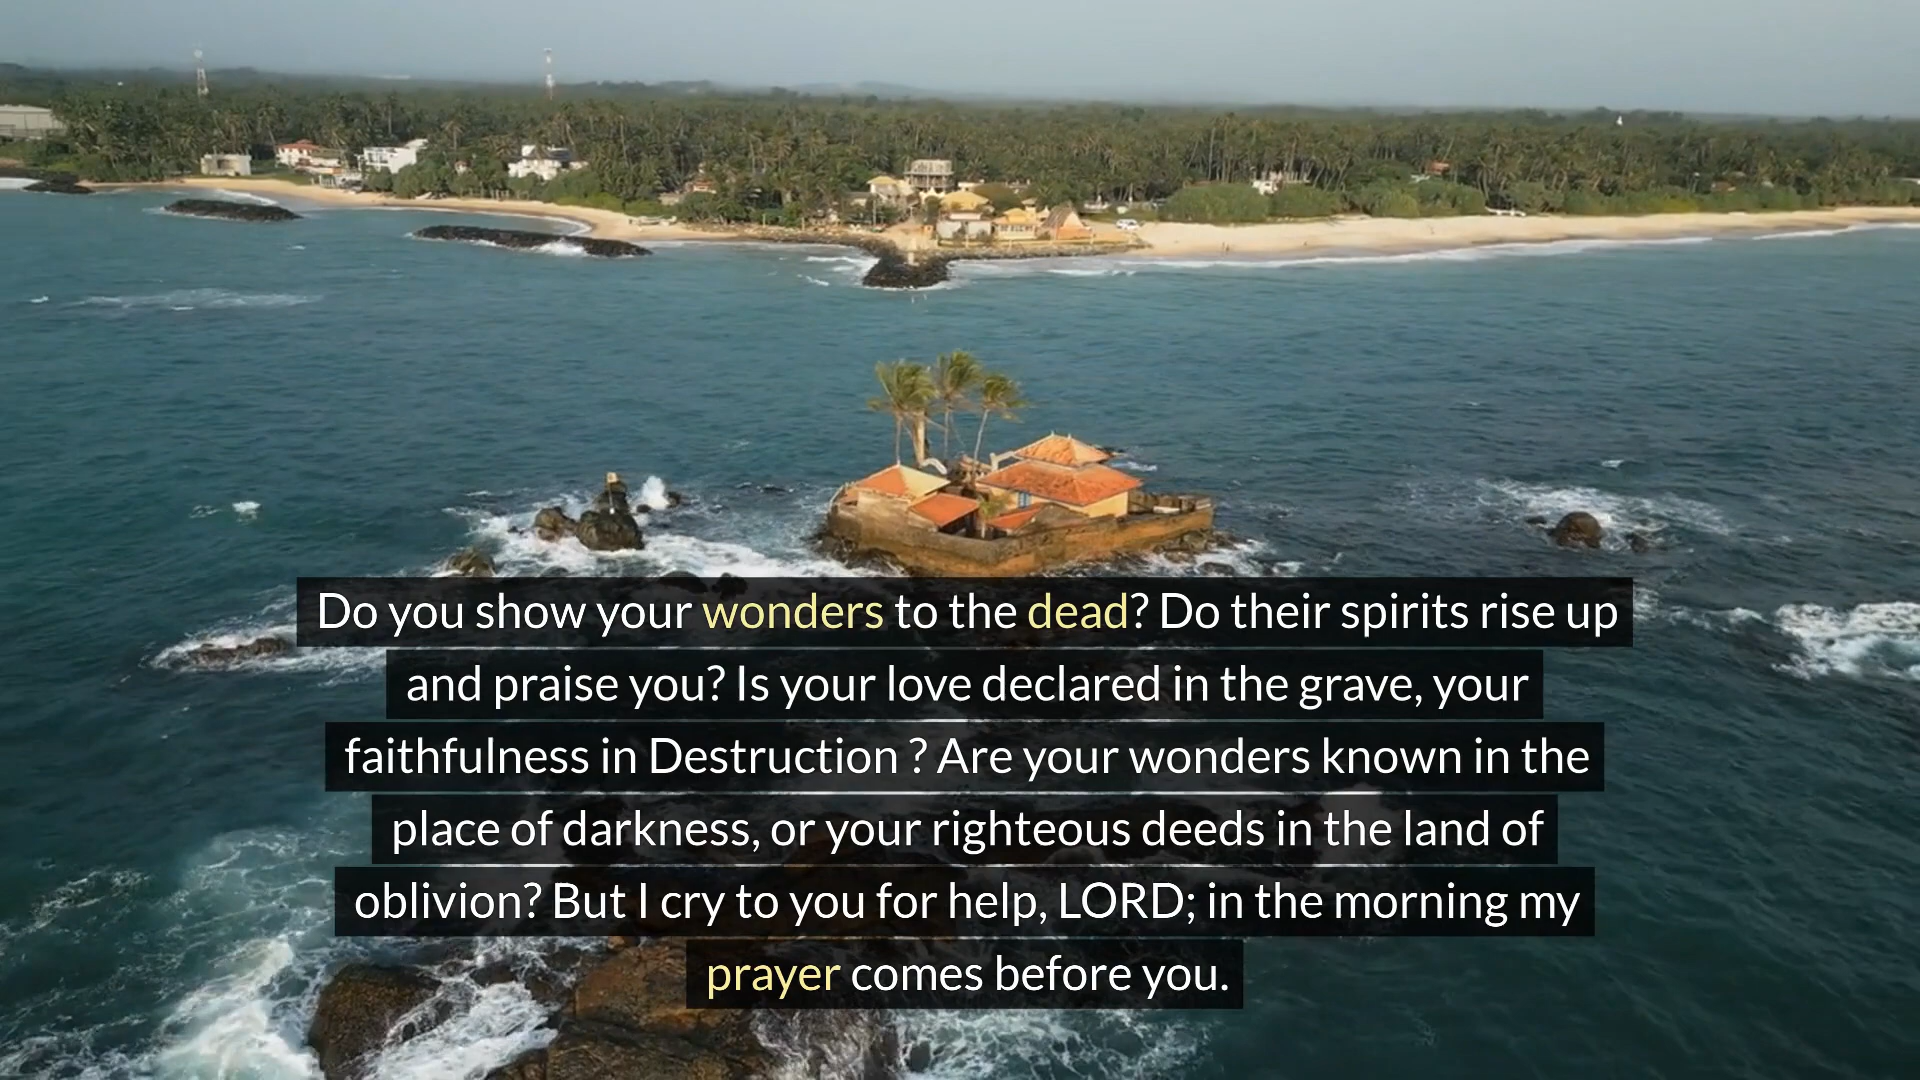 Do you show your wonders to the dead? Do their spirits rise up
and praise you? Is your love declared in the grave, your
faithfulness in Destruction ? Are your wonders known in the
place of darkness, or your righteous deeds in the land of
oblivion? But I cry to you for help, LORD; in the morning my
prayer comes before you.